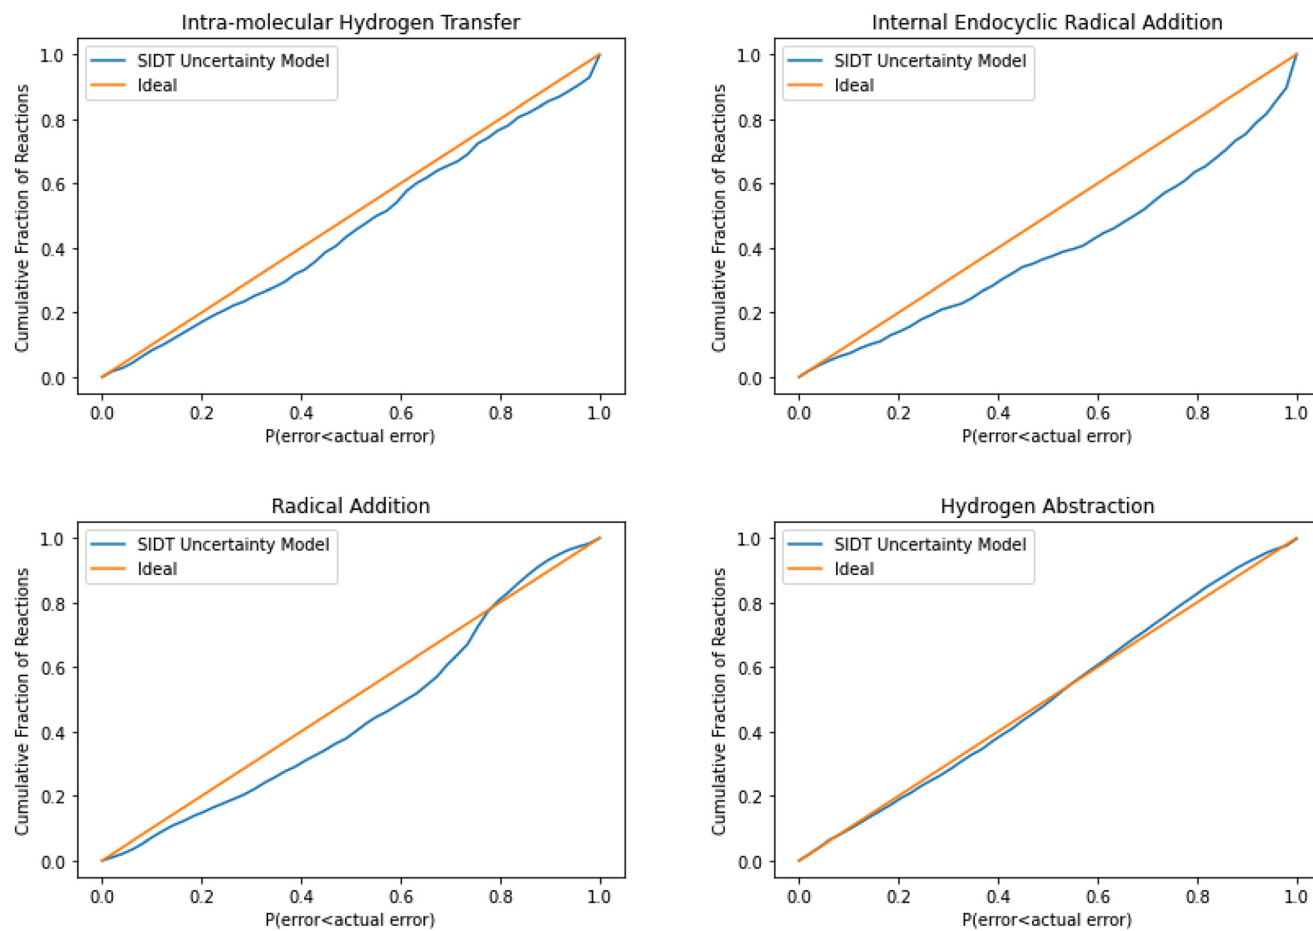 Intra-molecular Hydrogen Transfer
SIDT Uncertainty Model
Ideal
1.0
0.8
0.6
0.4
0.2
0.0
Cumulative Fraction of Reactions
0.0 0.2 0.4 0.6 0.8 1.0
P(error<actual error)
Internal Endocyclic Radical Addition
SIDT Uncertainty Model
Ideal
1.0
0.8
0.6
0.4
0.2
0.0
Cumulative Fraction of Reactions
0.0 0.2 0.4 0.6 0.8 1.0
P(error<actual error)
Radical Addition
SIDT Uncertainty Model
Ideal
1.0
0.8
0.6
0.4
0.2
0.0
Cumulative Fraction of Reactions
0.0 0.2 0.4 0.6 0.8 1.0
P(error<actual error)
Hydrogen Abstraction
SIDT Uncertainty Model
Ideal
1.0
0.8
0.6
0.4
0.2
0.0
Cumulative Fraction of Reactions
0.0 0.2 0.4 0.6 0.8 1.0
P(error<actual error)